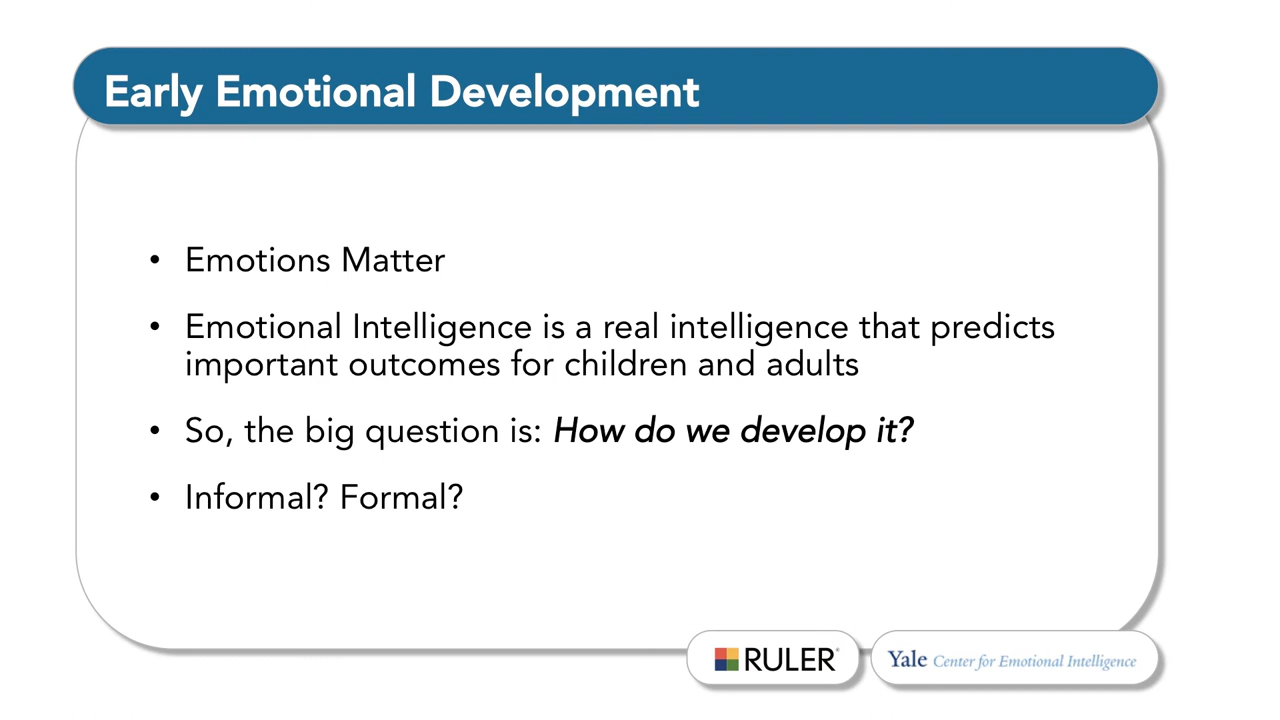 Early Emotional Development
• Emotions Matter
• Emotional Intelligence is a real intelligence that predicts
important outcomes for children and adults
• So, the big question is: How do we develop it?
• Informal? Formal?
RULER®
Yale Center for Emotional Intelligence